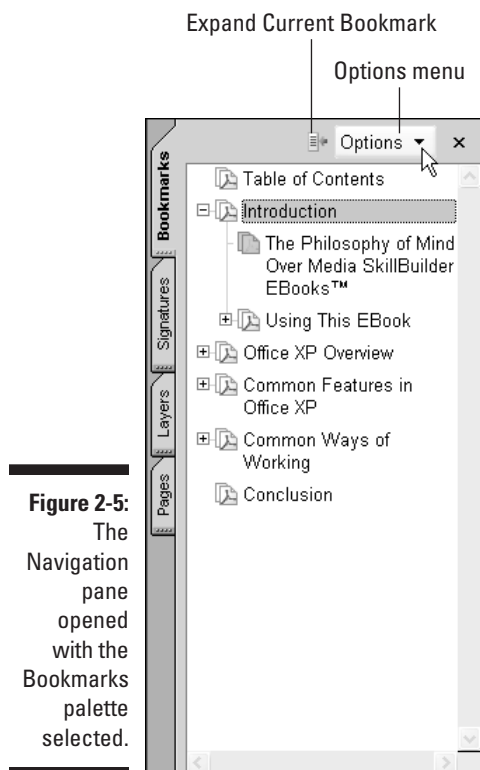 Expand Current Bookmark
Options menu
Options
Bookmarks
Signatures
Layers
Pages
Table of Contents
Introduction
The Philosophy of Mind
Over Media SkillBuilder
EBooks™
Using This EBook
Office XP Overview
Common Features in
Office XP
Common Ways of
Working
Conclusion
Figure 2-5:
The
Navigation
pane
opened
with the
Bookmarks
palette
selected.